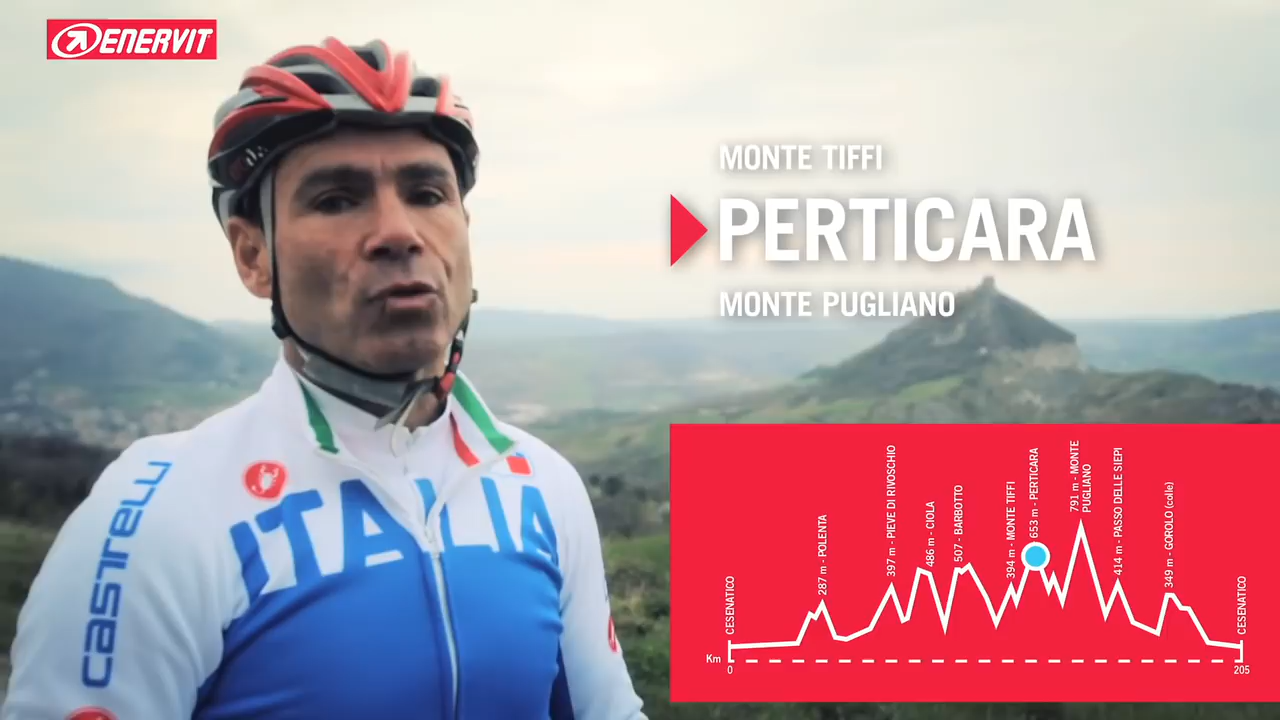 ENERVIT
MONTE TIFFI
PERTICARA
MONTE PUGLIANO
castelli
ITALIA
CESENATICO
287 m - POLENTA
397 m - PIEVE DI RIVOSCHIO
486 m - CIOLA
507 - BARBOTTO
394 m - MONTE TIFFI
653 m - PERTICARA
791 m - MONTE
PUGLIANO
414 m - PASSO DELLE SIEPI
349 m - GOROLO (colle)
CESENATICO
Km
0
205